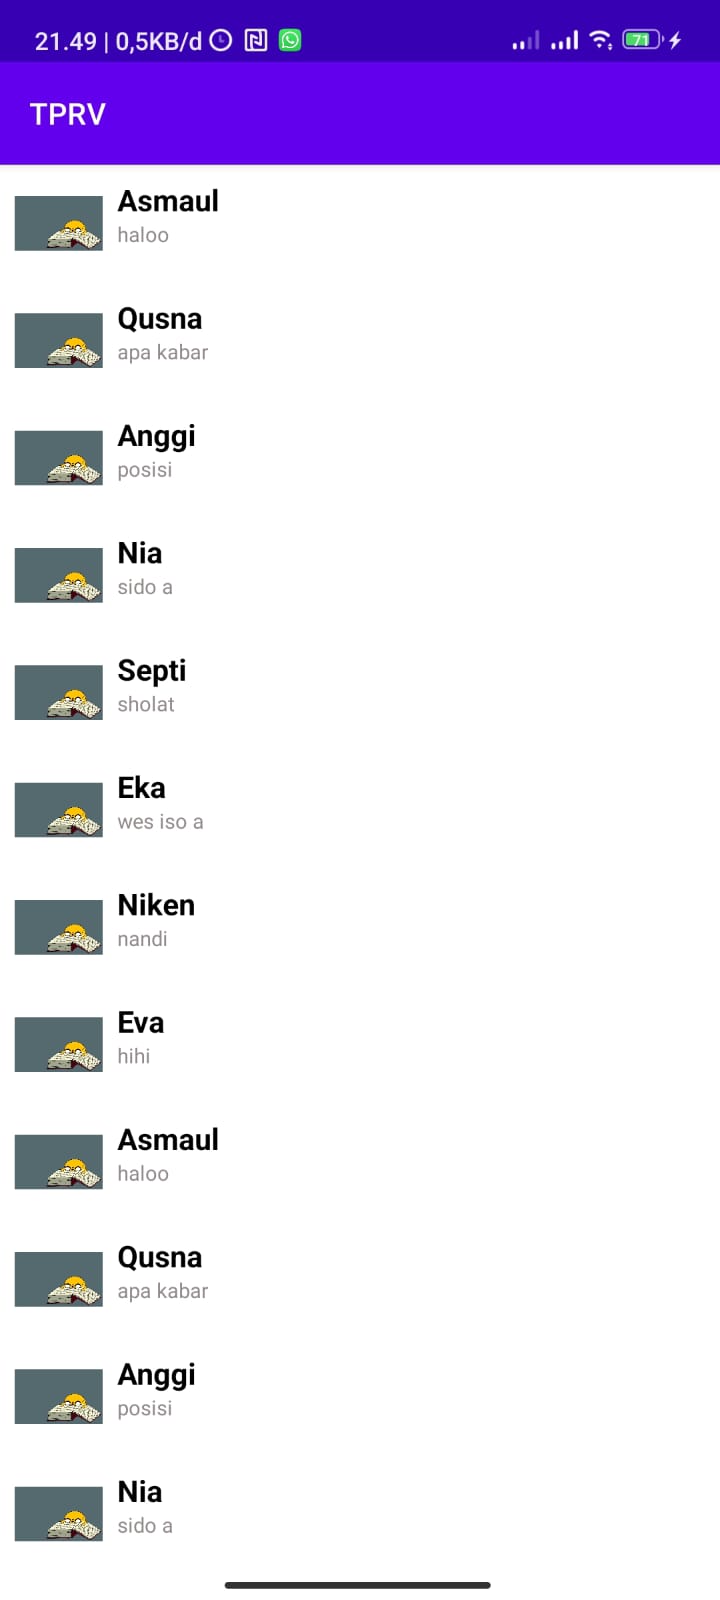 21.49 | 0,5KB/d
71
TPRV
Asmaul
haloo
Qusna
apa kabar
Anggi
posisi
Nia
sido a
Septi
sholat
Eka
wes iso a
Niken
nandi
Eva
hihi
Asmaul
haloo
Qusna
apa kabar
Anggi
posisi
Nia
sido a